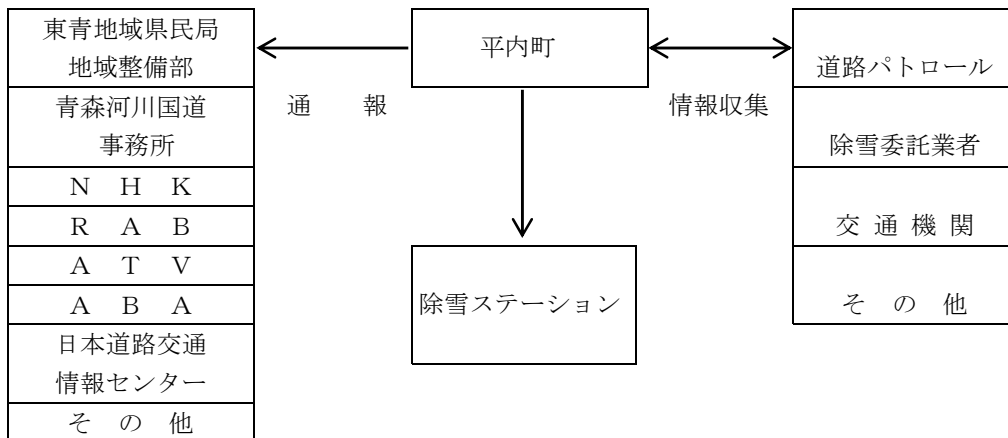 東青地域県民局
地域整備部
青森河川国道
事務所
Ｎ　Ｈ　Ｋ
Ｒ　Ａ　Ｂ
Ａ　Ｔ　Ｖ
Ａ　Ｂ　Ａ
日本道路交通
情報センター
そ　の　他
通　　報
平内町
除雪ステーション
情報収集
道路パトロール
除雪委託業者
交 通 機 関
そ　の　他